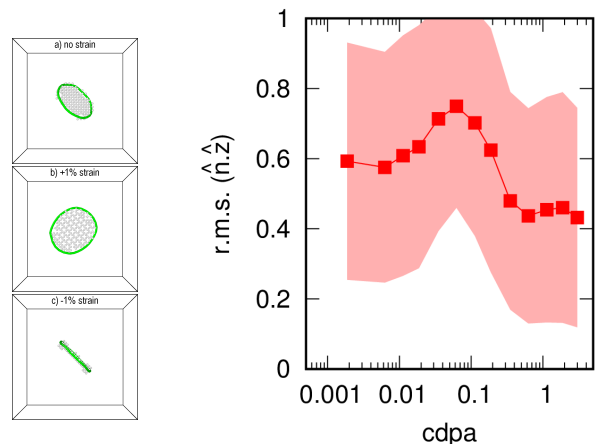 a) no strain
b) +1% strain
c) -1% strain
r.m.s. (n̂.ẑ)
1
0.8
0.6
0.4
0.2
0
0.001 0.01 0.1 1
cdpa